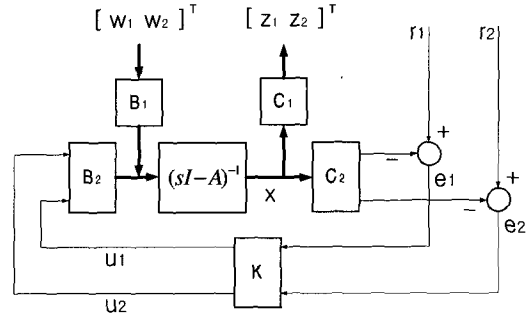 [ w₁ w₂ ]ᵀ
[ z₁ z₂ ]ᵀ
r₁
r₂
B₁
C₁
+
B₂
(sI−A)⁻¹
C₂
−
x
e₁
+
−
e₂
u₁
K
u₂